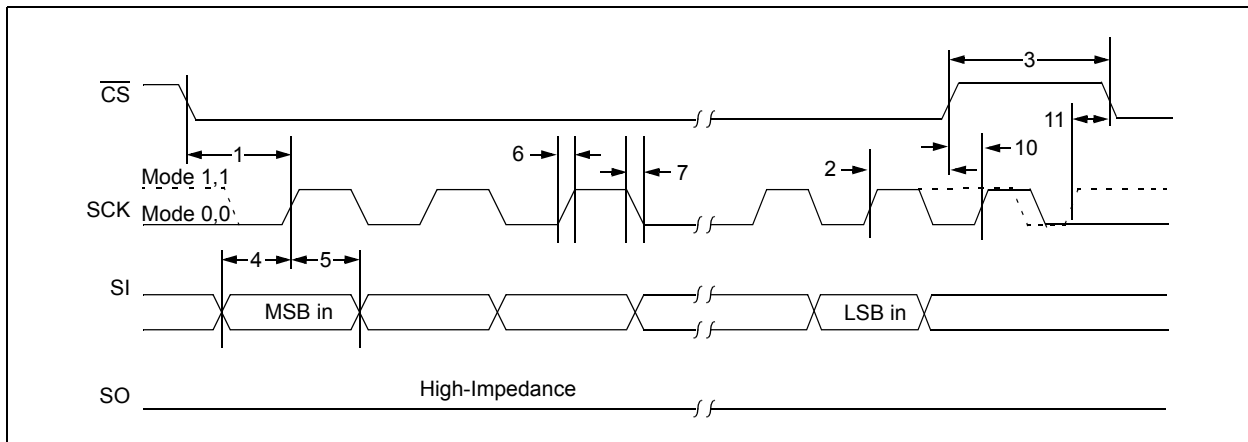 3
CS
11
1
6
7
2
10
Mode 1,1
SCK
Mode 0,0
4
5
SI
MSB in
LSB in
SO
High-Impedance